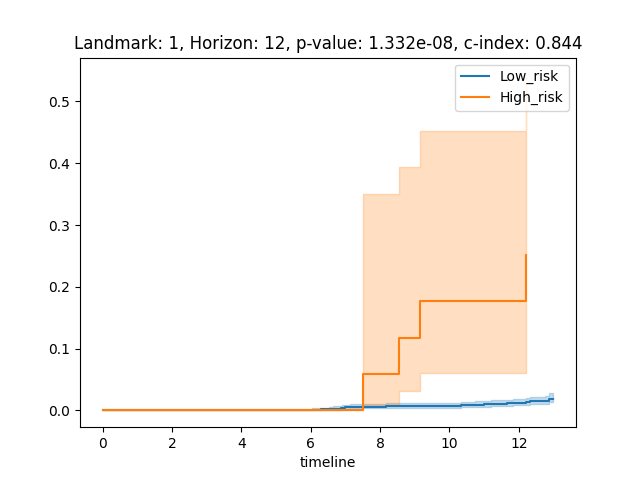 Landmark: 1, Horizon: 12, p-value: 1.332e-08, c-index: 0.844
Low_risk
High_risk
0.5
0.4
0.3
0.2
0.1
0.0
0 2 4 6 8 10 12
timeline